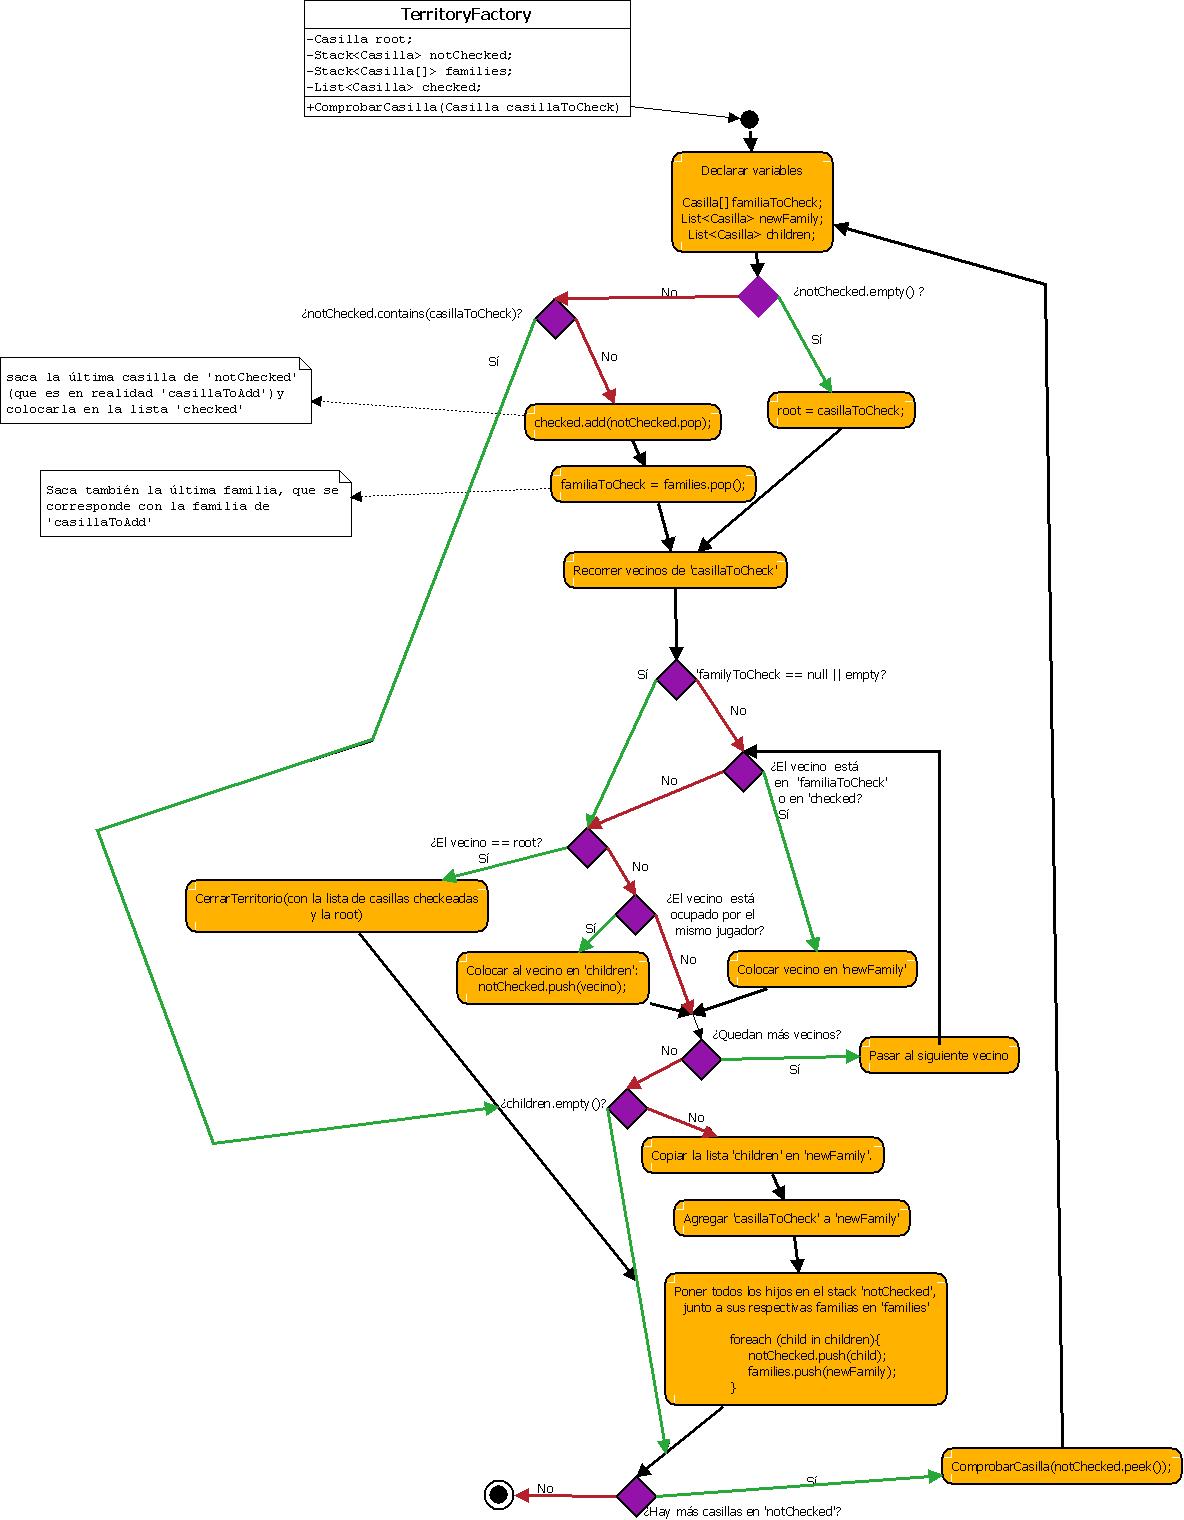 TerritoryFactory
-Casilla root;
-Stack<Casilla> notChecked;
-Stack<Casilla[]> families;
-List<Casilla> checked;
+ComprobarCasilla(Casilla casillaToCheck)
Declarar variables
Casilla[] familiaToCheck;
List<Casilla> newFamily;
List<Casilla> children;
No
¿notChecked.empty() ?
¿notChecked.contains(casillaToCheck)?
Sí
No
Sí
saca la última casilla de 'notChecked'
(que es en realidad 'casillaToAdd')y
colocarla en la lista 'checked'
checked.add(notChecked.pop);
root = casillaToCheck;
Saca también la última familia, que se
corresponde con la familia de
'casillaToAdd'
familiaToCheck = families.pop();
Recorrer vecinos de 'casillaToCheck'
Sí
'familyToCheck == null || empty?
No
¿El vecino está
en 'familiaToCheck'
o en 'checked?
No
Sí
¿El vecino == root?
Sí
No
CerrarTerritorio(con la lista de casillas checkeadas
y la root)
¿El vecino está
ocupado por el
mismo jugador?
Sí
No
Colocar al vecino en 'children':
notChecked.push(vecino);
Colocar vecino en 'newFamily'
¿Quedan más vecinos?
No
Sí
Pasar al siguiente vecino
¿children.empty()?
No
Copiar la lista 'children' en 'newFamily'.
Agregar 'casillaToCheck' a 'newFamily'
Poner todos los hijos en el stack 'notChecked',
junto a sus respectivas familias en 'families'
foreach (child in children){
notChecked.push(child);
families.push(newFamily);
}
ComprobarCasilla(notChecked.peek());
No
Sí
¿Hay más casillas en 'notChecked'?